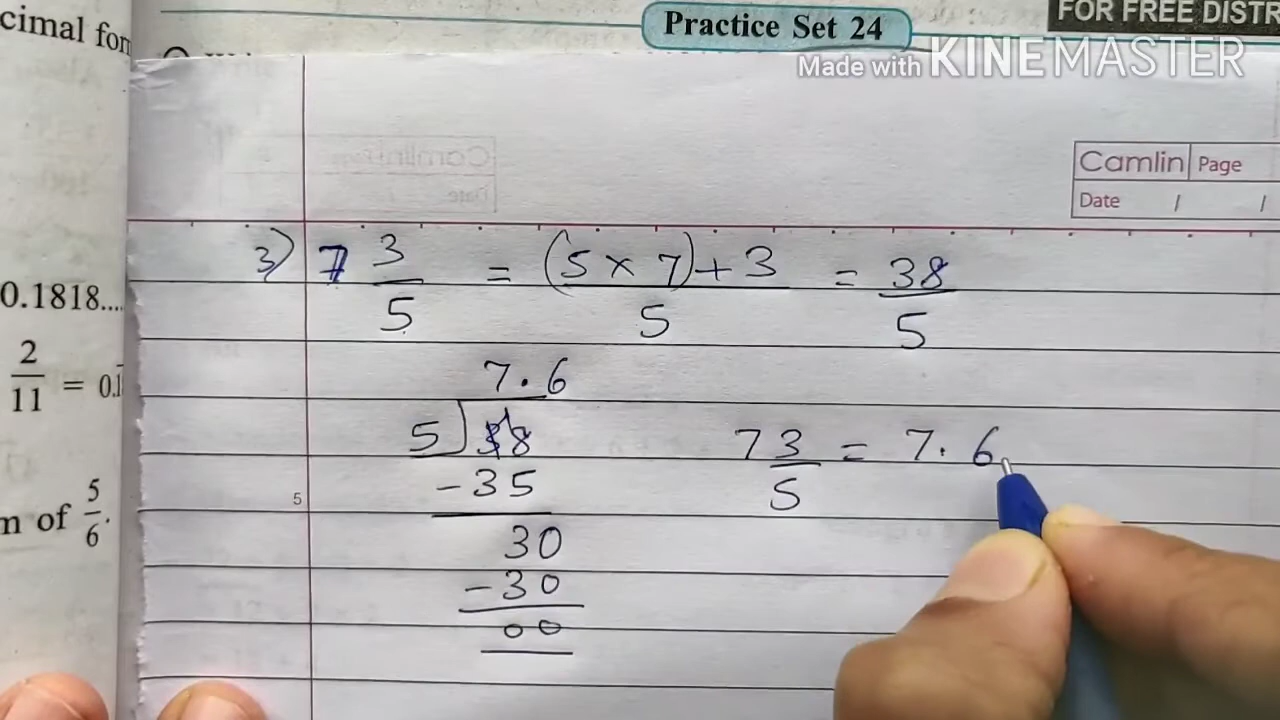 cimal for
Practice Set 24
FOR FREE DISTR
Made with KINEMASTER
Camlin Page
Date / /
3) 7 3/5 = (5 × 7) + 3 / 5 = 38/5
0.1818....
2/11 = 0.1
7.6
5 38
7 3/5 = 7.6
- 35
5
n of 5/6.
30
- 30
00